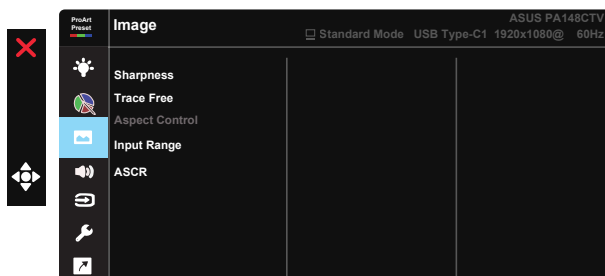 ProArt
Preset
Image
ASUS PA148CTV
Standard Mode USB Type-C1 1920x1080@ 60Hz
Sharpness
Trace Free
Aspect Control
Input Range
ASCR